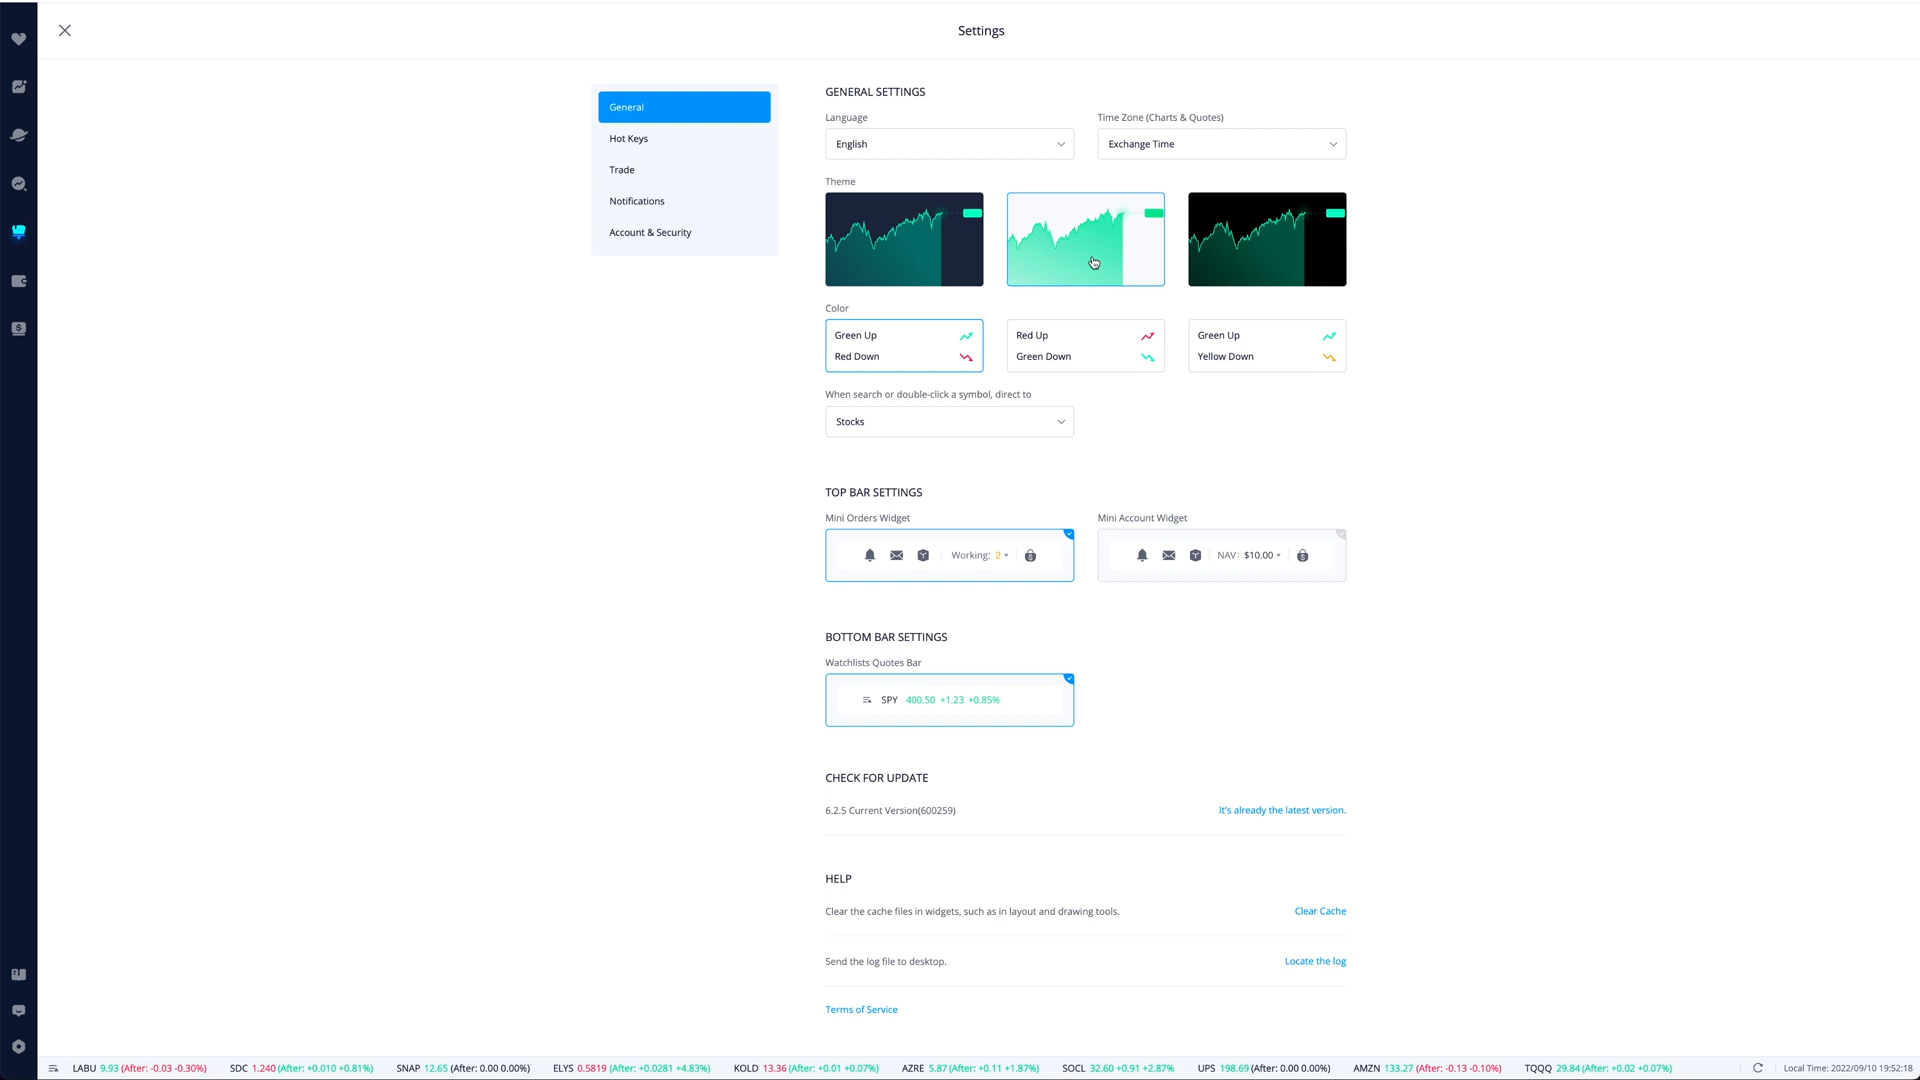 Settings
General
Hot Keys
Trade
Notifications
Account & Security
GENERAL SETTINGS
Language
Time Zone (Charts & Quotes)
English
Exchange Time
Theme
Color
Green Up
Red Down
Red Up
Green Down
Green Up
Yellow Down
When search or double-click a symbol, direct to
Stocks
TOP BAR SETTINGS
Mini Orders Widget
Mini Account Widget
Working: 2
NAV: $10.00
BOTTOM BAR SETTINGS
Watchlists Quotes Bar
SPY 400.50 +1.23 +0.85%
CHECK FOR UPDATE
6.2.5 Current Version(600259)
It's already the latest version.
HELP
Clear the cache files in widgets, such as in layout and drawing tools.
Clear Cache
Send the log file to desktop.
Locate the log
Terms of Service
LABU 9.93 (After: -0.03 -0.30%) SDC 1.240 (After: +0.010 +0.81%) SNAP 12.65 (After: 0.00 0.00%) ELYS 0.5819 (After: +0.0281 +4.83%) KOLD 13.36 (After: +0.01 +0.07%) AZRE 5.87 (After: +0.11 +1.87%) SOCL 32.60 +0.91 +2.87% UPS 198.69 (After: 0.00 0.00%) AMZN 133.27 (After: -0.13 -0.10%) TQQQ 29.84 (After: +0.02 +0.07%) Local Time: 2022/09/10 19:52:18